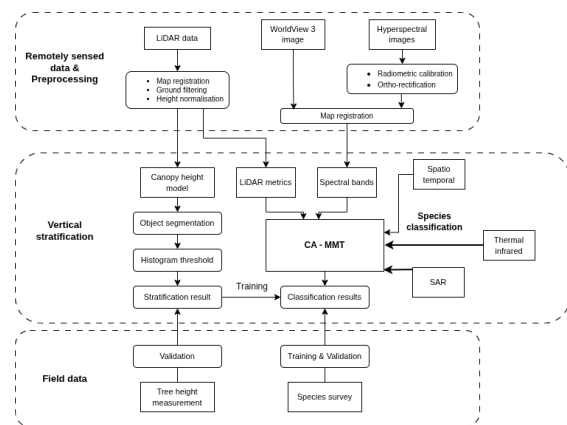 LiDAR data
WorldView 3
image
Hyperspectral
images
Remotely sensed
data &
Preprocessing
• Map registration
• Ground filtering
• Height normalisation
• Radiometric calibration
• Ortho-rectification
Map registration
Canopy height
model
LiDAR metrics
Spectral bands
Spatio
temporal
Vertical
stratification
Object segmentation
CA - MMT
Species
classification
Histogram threshold
Thermal
infrared
Stratification result
Training
Classification results
SAR
Field data
Validation
Training & Validation
Tree height
measurement
Species survey